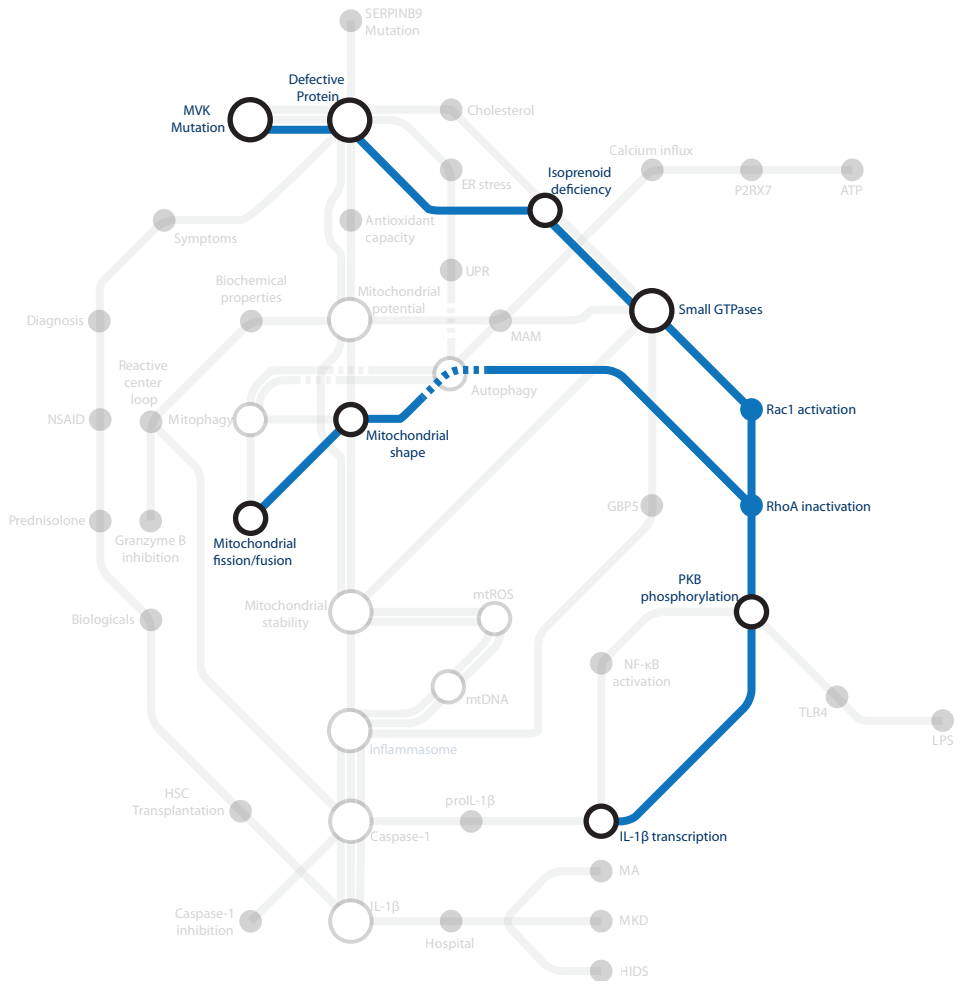 SERPINB9
Mutation
Defective
Protein
MVK
Mutation
Cholesterol
Calcium influx
Isoprenoid
deficiency
ER stress
P2RX7
ATP
Antioxidant
capacity
Symptoms
UPR
Biochemical
properties
Mitochondrial
potential
Small GTPases
Diagnosis
MAM
Reactive
center
loop
Autophagy
Rac1 activation
NSAID
Mitophagy
Mitochondrial
shape
GBP5
RhoA inactivation
Prednisolone
Granzyme B
inhibition
Mitochondrial
fission/fusion
PKB
phosphorylation
mtROS
Mitochondrial
stability
Biologicals
NF-κB
activation
mtDNA
TLR4
LPS
Inflammasome
HSC
Transplantation
proIL-1β
Caspase-1
IL-1β transcription
MA
IL-1β
Caspase-1
inhibition
Hospital
MKD
HIDS